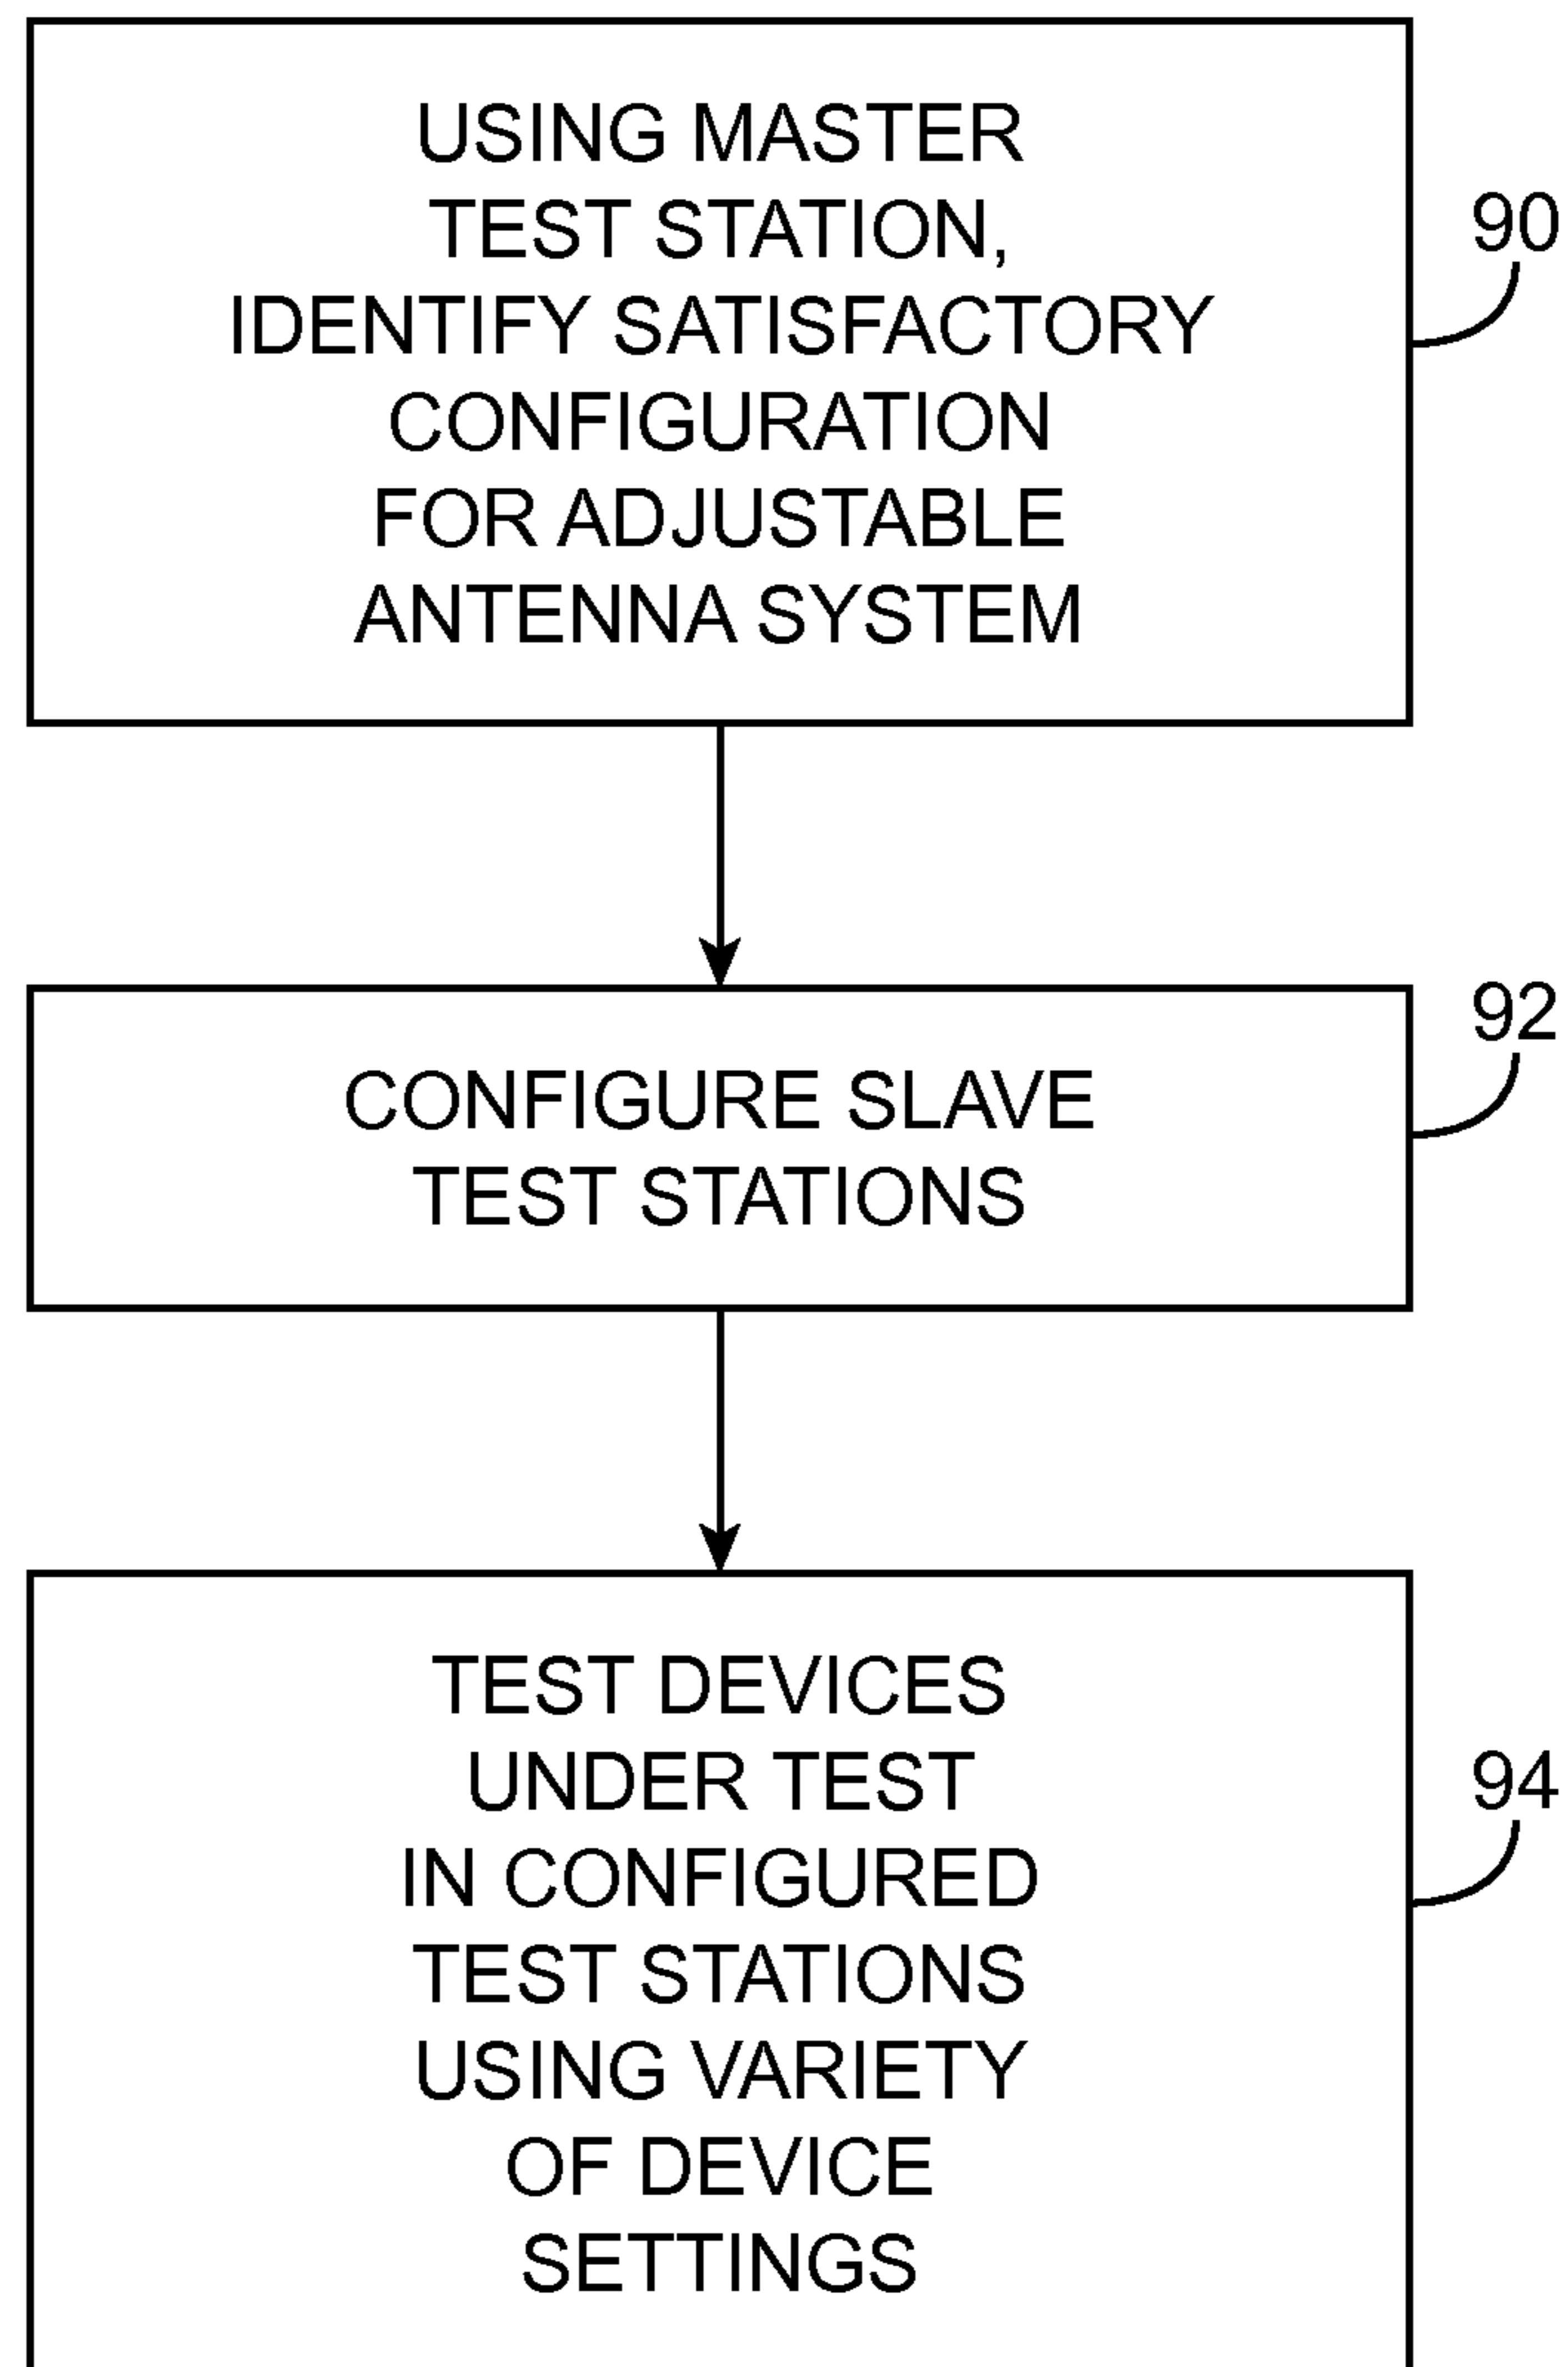 USING MASTER
TEST STATION,
IDENTIFY SATISFACTORY
CONFIGURATION
FOR ADJUSTABLE
ANTENNA SYSTEM
90
CONFIGURE SLAVE
TEST STATIONS
92
TEST DEVICES
UNDER TEST
IN CONFIGURED
TEST STATIONS
USING VARIETY
OF DEVICE
SETTINGS
94